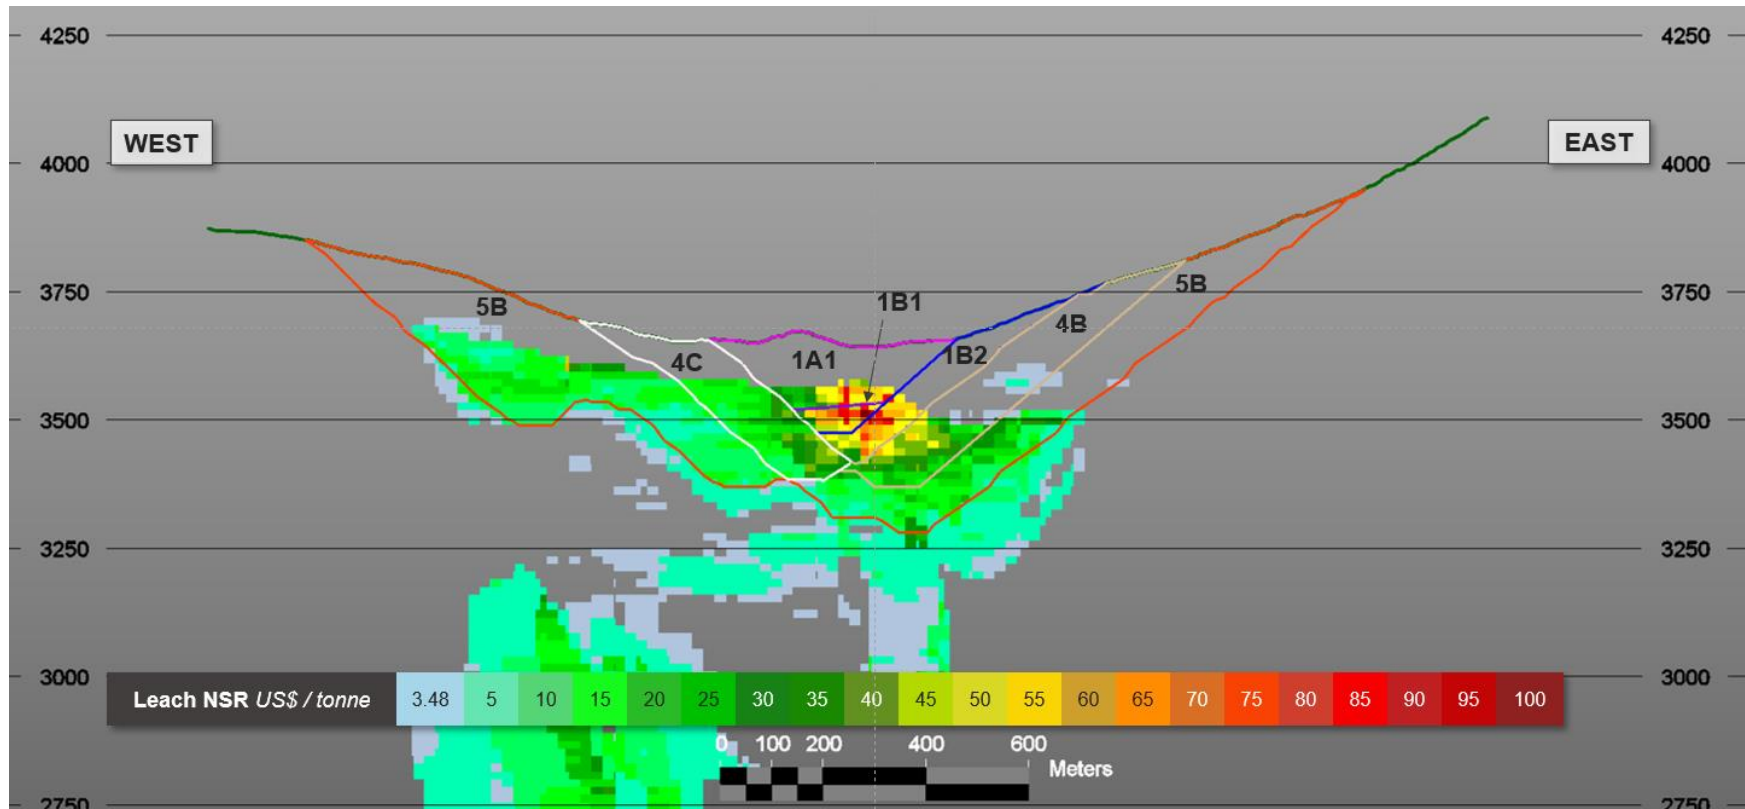 4250 4250
WEST EAST
4000 4000
3750 3750
5B 5B
1B1
4B
4C 1A1 1B2
3500 3500
3250 3250
3000 3000
Leach NSR US$ / tonne 3.48 5 10 15 20 25 30 35 40 45 50 55 60 65 70 75 80 85 90 95 100
0 100 200 400 600
Meters
2750 2750